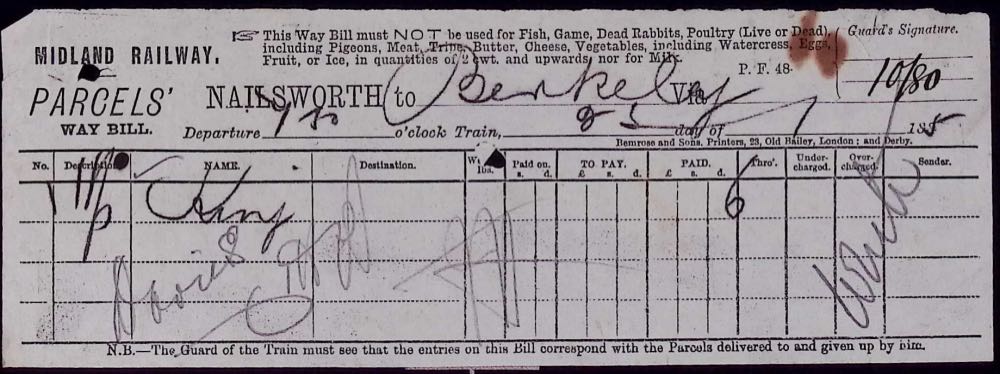 ☞ This Way Bill must NOT be used for Fish, Game, Dead Rabbits, Poultry (Live or Dead),
including Pigeons, Meat, Tripe, Butter, Cheese, Vegetables, including Watercress, Eggs,
Fruit, or Ice, in quantities of 2 cwt. and upwards, nor for Milk.
Guard's Signature.
MIDLAND RAILWAY.
P. F. 48.
10/80
PARCELS'
WAY BILL.
NAILSWORTH to Berkeley Via
Departure o'clock Train, 25 day of 1 188
Bemrose and Sons, Printers, 23, Old Bailey, London; and Derby.
No. Description NAME. Destination. Wt. lbs. Paid on. TO PAY. PAID. Thro'. Under-charged. Over-charged. Sender.
s. d. £ s. d. £ s. d.
1 P King 6
Davies
N.B.—The Guard of the Train must see that the entries on this Bill correspond with the Parcels delivered to and given up by him.